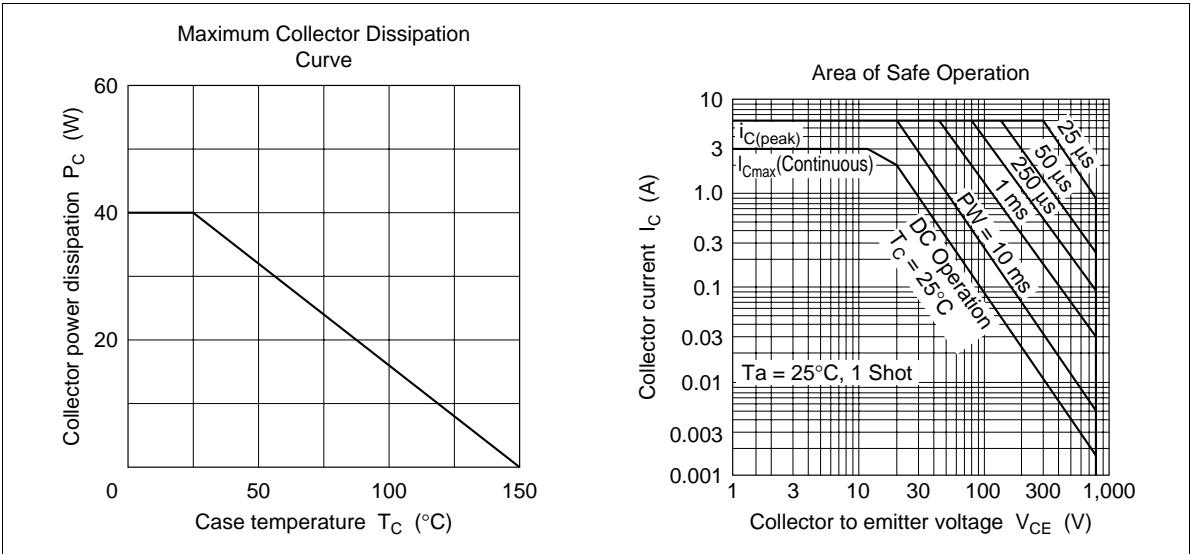 Maximum Collector Dissipation
Curve
60
40
20
0
50
100
150
Collector power dissipation P_C (W)
Case temperature T_C (°C)
Area of Safe Operation
10
3
1.0
0.3
0.1
0.03
0.01
0.003
0.001
1
3
10
30
100
300
1,000
Collector current I_C (A)
Collector to emitter voltage V_CE (V)
i_C(peak)
I_Cmax(Continuous)
25 µs
50 µs
250 µs
1 ms
PW = 10 ms
DC Operation
T_C = 25°C
Ta = 25°C, 1 Shot